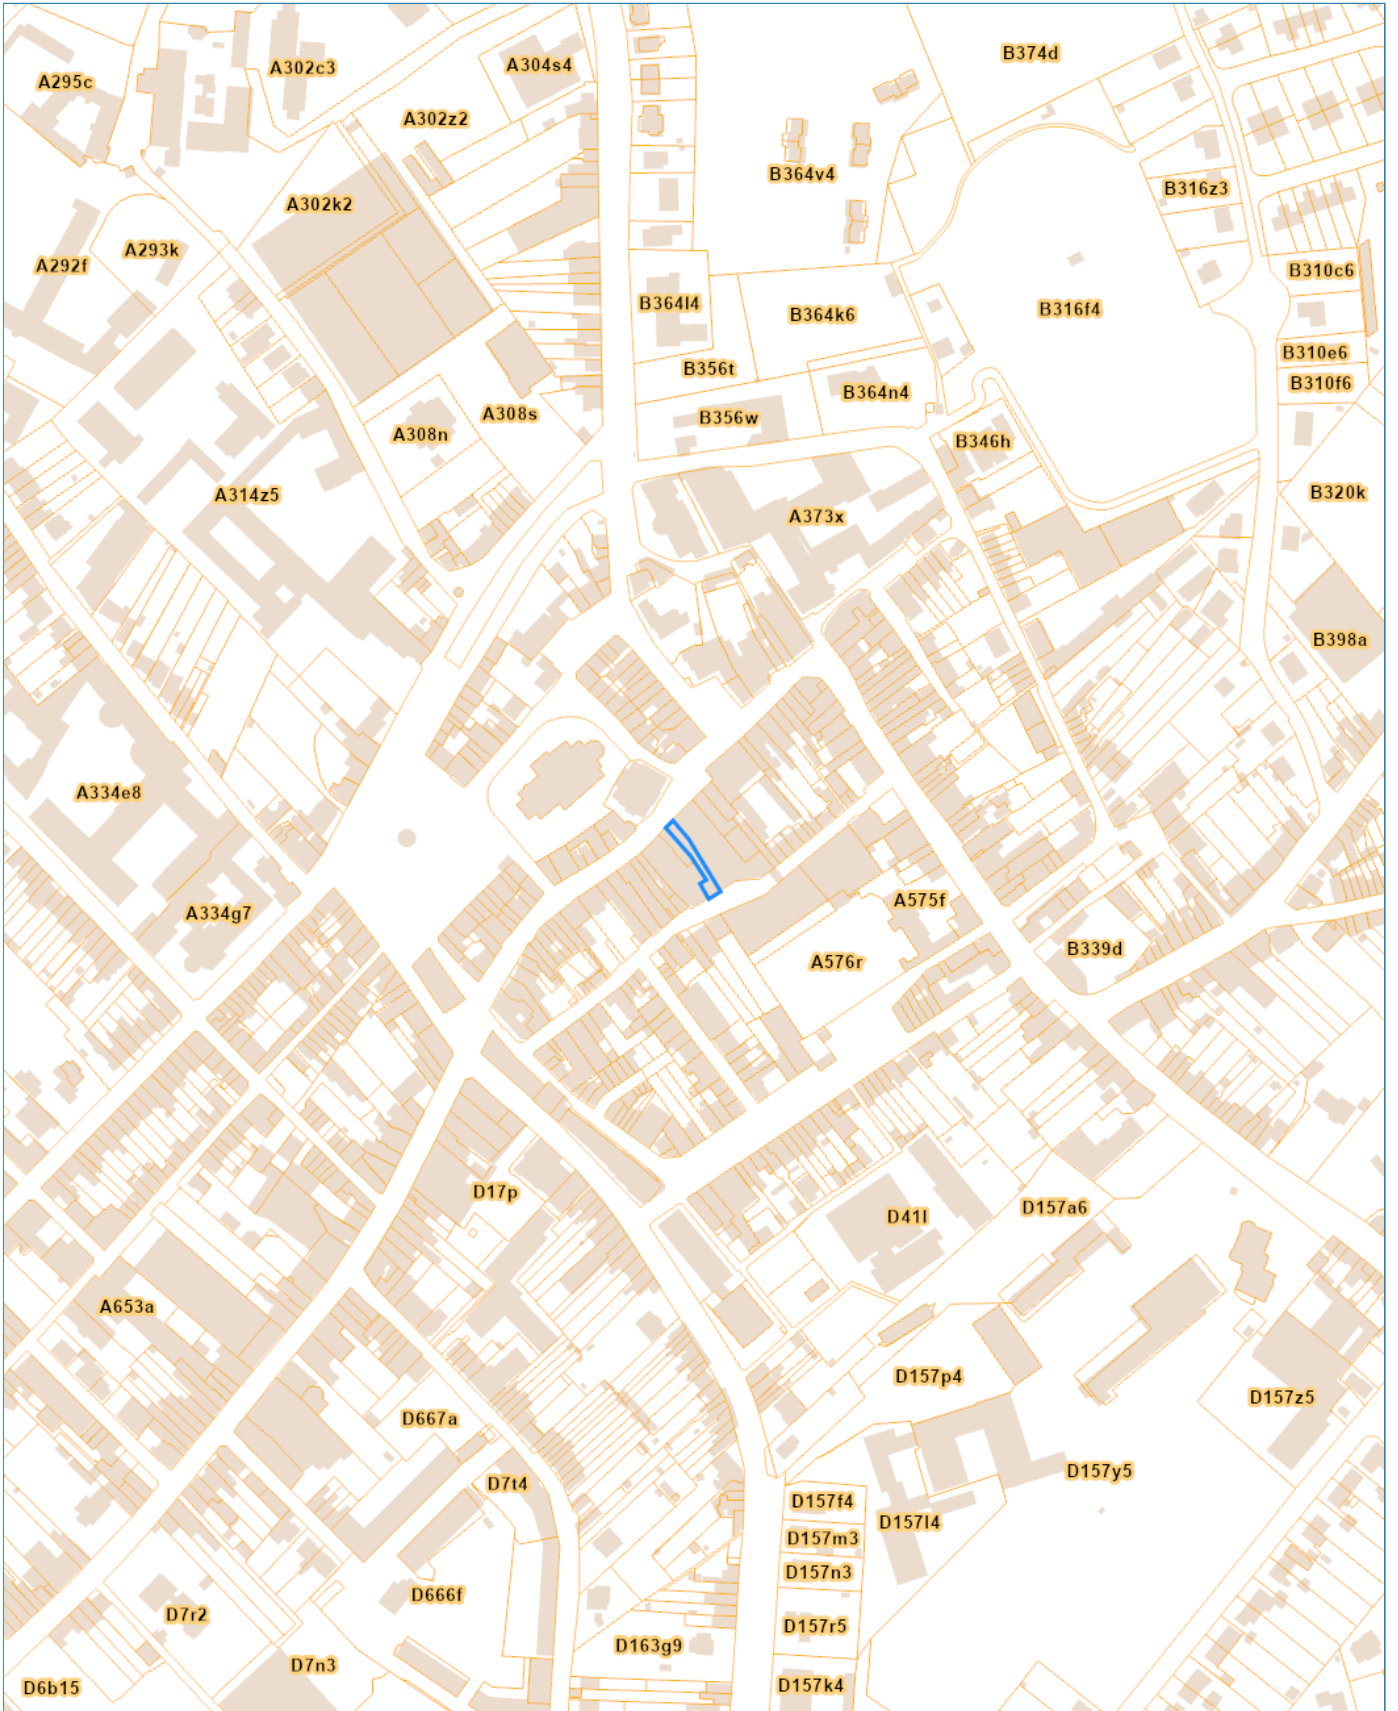 B374d
A304s4
A302c3
A295c
A302z2
B364v4
B316z3
A302k2
A293k
A292f
B310c6
B364l4
B316f4
B364k6
B310e6
B356t
B310f6
B364n4
A308s
B356w
A308n
B346h
B320k
A314z5
A373x
B398a
A334e8
A575f
A334g7
B339d
A576r
D17p
D157a6
D41l
A653a
D157p4
D157z5
D667a
D157y5
D7t4
D157f4
D157l4
D157m3
D157n3
D666f
D7r2
D157r5
D163g9
D7n3
D157k4
D6b15